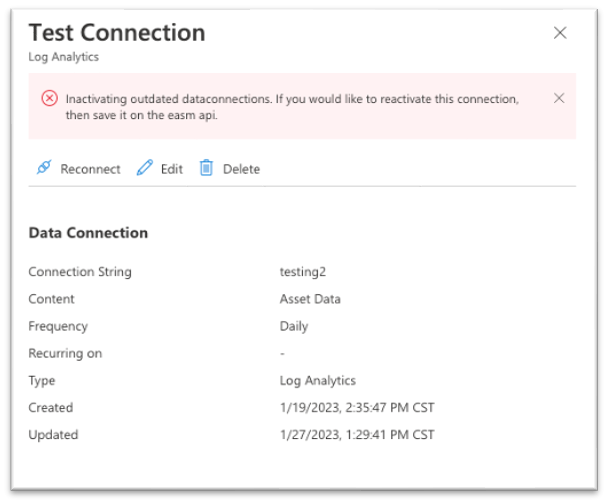 Test Connection
Log Analytics
Inactivating outdated dataconnections. If you would like to reactivate this connection,
then save it on the easm api.
Reconnect Edit Delete
Data Connection
Connection String testing2
Content Asset Data
Frequency Daily
Recurring on -
Type Log Analytics
Created 1/19/2023, 2:35:47 PM CST
Updated 1/27/2023, 1:29:41 PM CST